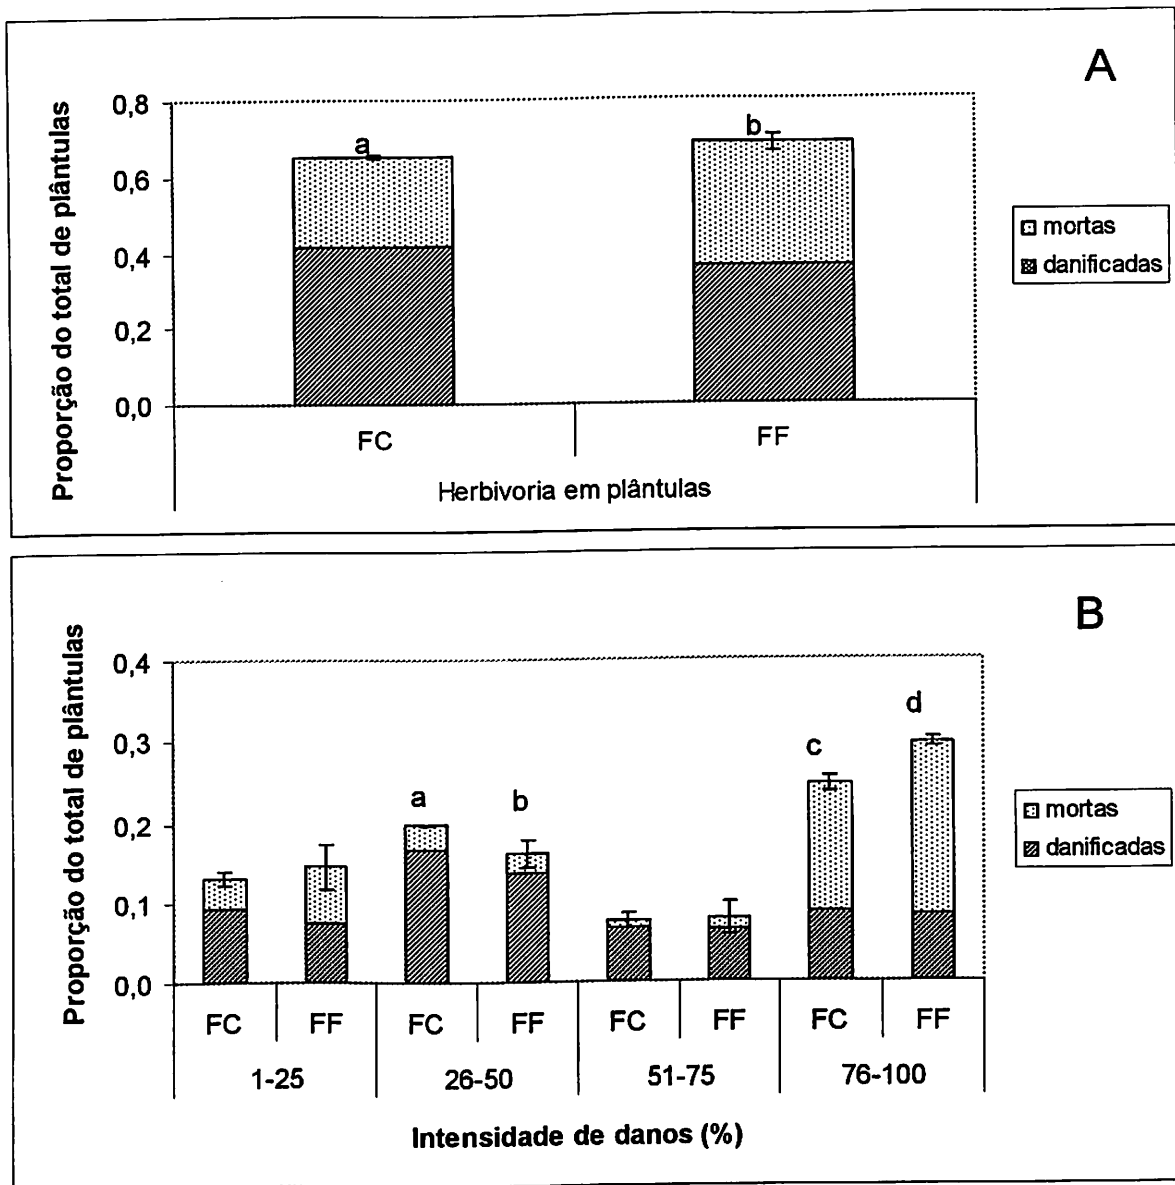 A
Proporção do total de plântulas
0,8
0,6
0,4
0,2
0,0
a
b
FC
FF
Herbivoria em plântulas
mortas
danificadas
B
Proporção do total de plântulas
0,4
0,3
0,2
0,1
0,0
a
b
c
d
FC FF FC FF FC FF FC FF
1-25 26-50 51-75 76-100
Intensidade de danos (%)
mortas
danificadas